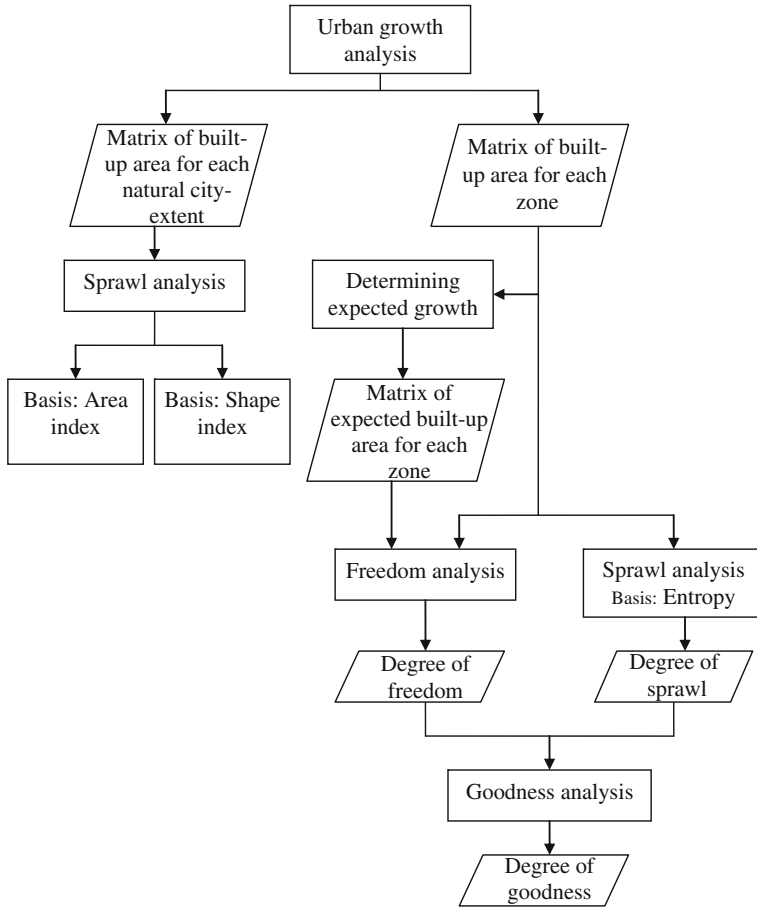 Urban growth
analysis
Matrix of built-
up area for each
natural city-
extent
Matrix of built-
up area for each
zone
Sprawl analysis
Determining
expected growth
Basis: Area
index
Basis: Shape
index
Matrix of
expected built-up
area for each
zone
Freedom analysis
Sprawl analysis
Basis: Entropy
Degree of
freedom
Degree of
sprawl
Goodness analysis
Degree of
goodness